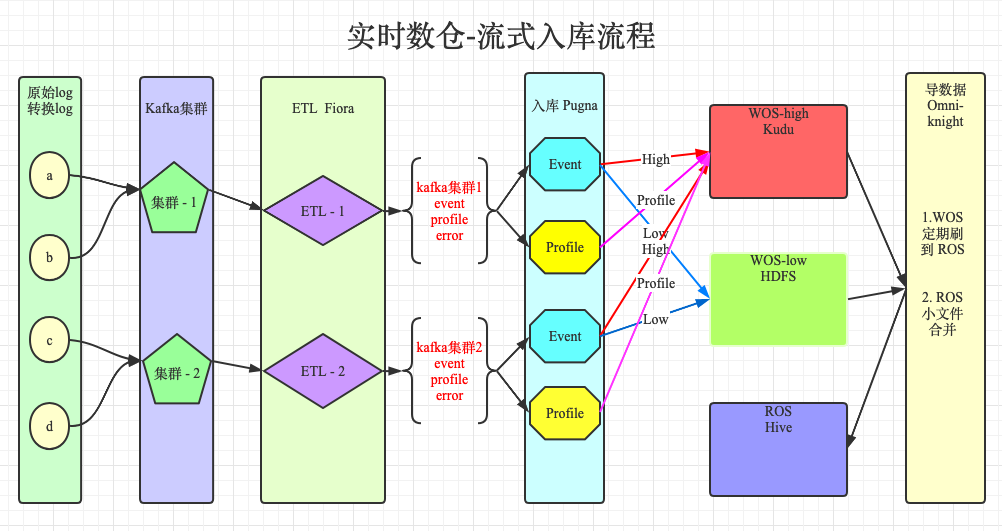 实时数仓-流式入库流程
原始log
转换log
a
b
c
d
Kafka集群
集群 - 1
集群 - 2
ETL Fiora
ETL - 1
ETL - 2
kafka集群1
event
profile
error
kafka集群2
event
profile
error
入库 Pugna
Event
Profile
Event
Profile
High
Profile
Low
High
Profile
Low
WOS-high
Kudu
WOS-low
HDFS
ROS
Hive
导数据
Omni-
knight
1.WOS
定期刷
到 ROS
2. ROS
小文件
合并